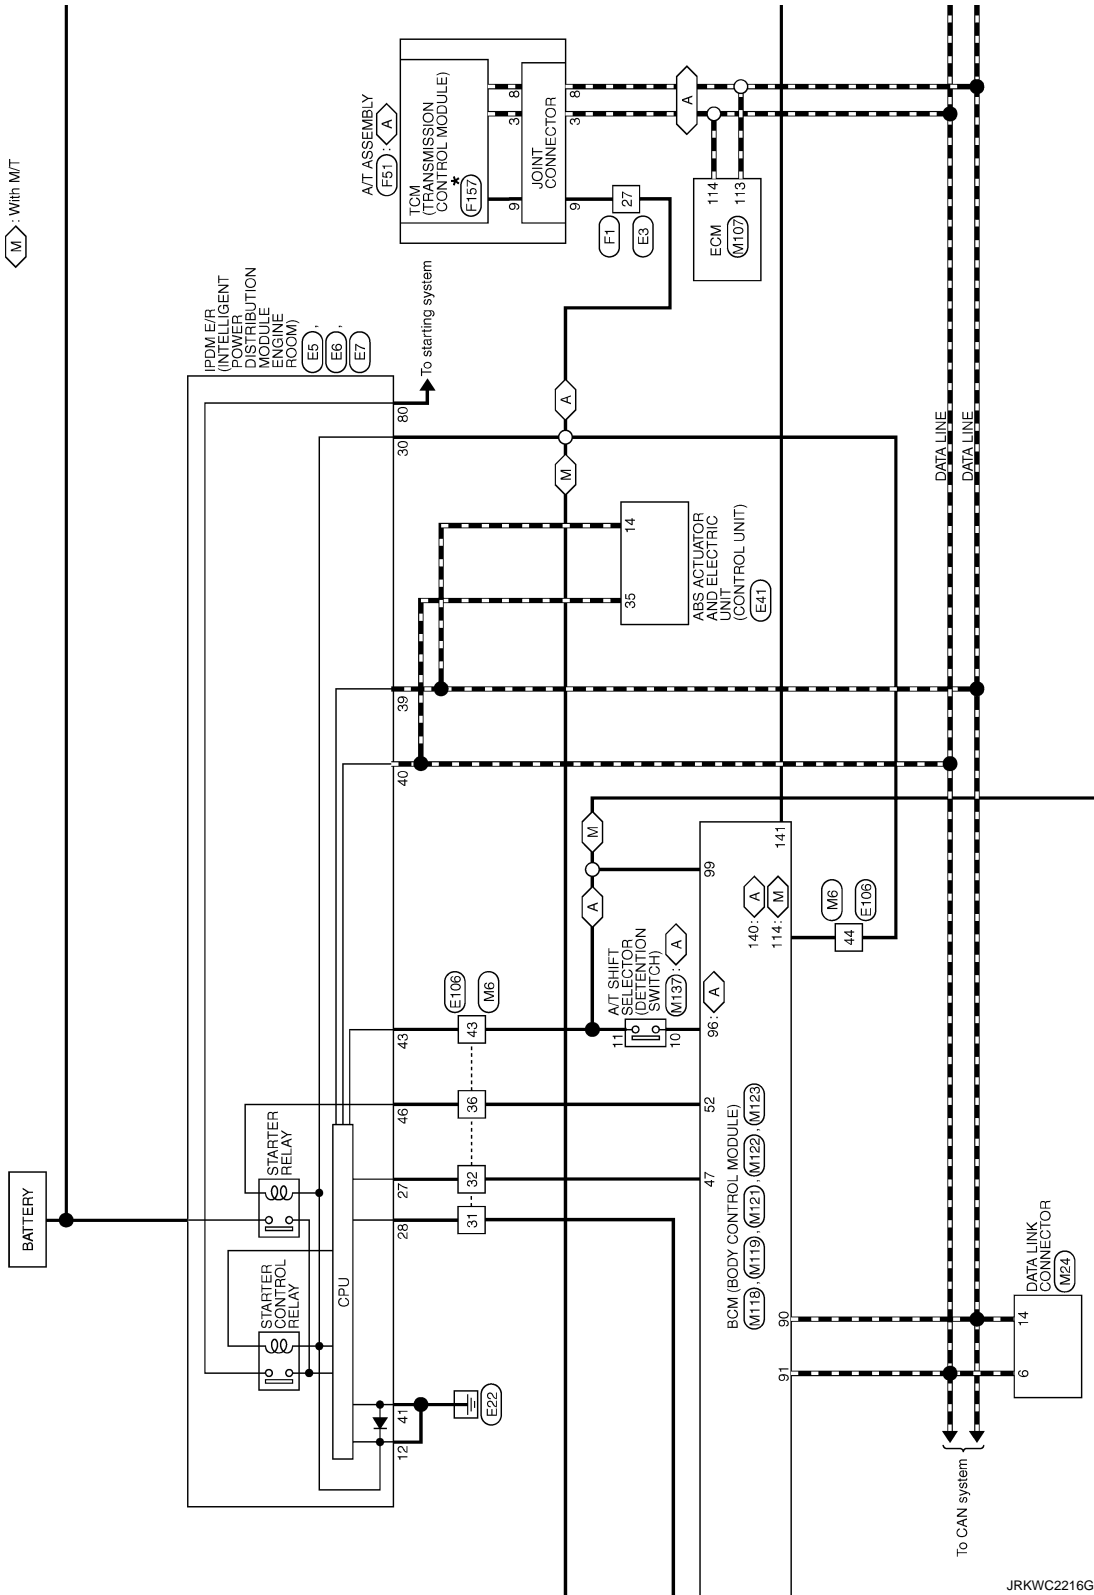 M : With M/T
BATTERY
IPDM E/R
(INTELLIGENT
POWER
DISTRIBUTION
MODULE
ENGINE
ROOM)
E5 ,
E6 ,
E7
STARTER
CONTROL
RELAY
STARTER
RELAY
CPU
12
41
28
27
46
43
40
39
30
80
To starting system
E22
31
32
36
43
E106
M6
A/T ASSEMBLY
F51 : A
TCM
(TRANSMISSION
CONTROL MODULE)
*
F157
9
3
8
JOINT
CONNECTOR
9
3
8
27
F1
E3
A
M
A
ECM
M107
114
113
35
14
ABS ACTUATOR
AND ELECTRIC
UNIT
(CONTROL UNIT)
E41
A
M
11
10
A/T SHIFT
SELECTOR
(DETENTION
SWITCH)
M137 : A
47
52
96: A
99
140: A
114: M
141
BCM (BODY CONTROL MODULE)
M118 , M119 , M121 , M122 , M123
91
90
44
M6
E106
DATA LINE
DATA LINE
6
14
DATA LINK
CONNECTOR
M24
To CAN system
JRKWC2216G